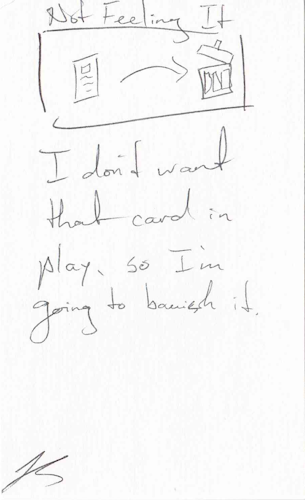 Not Feeling It
I don't want
that card in
play, so I'm
going to banish it.